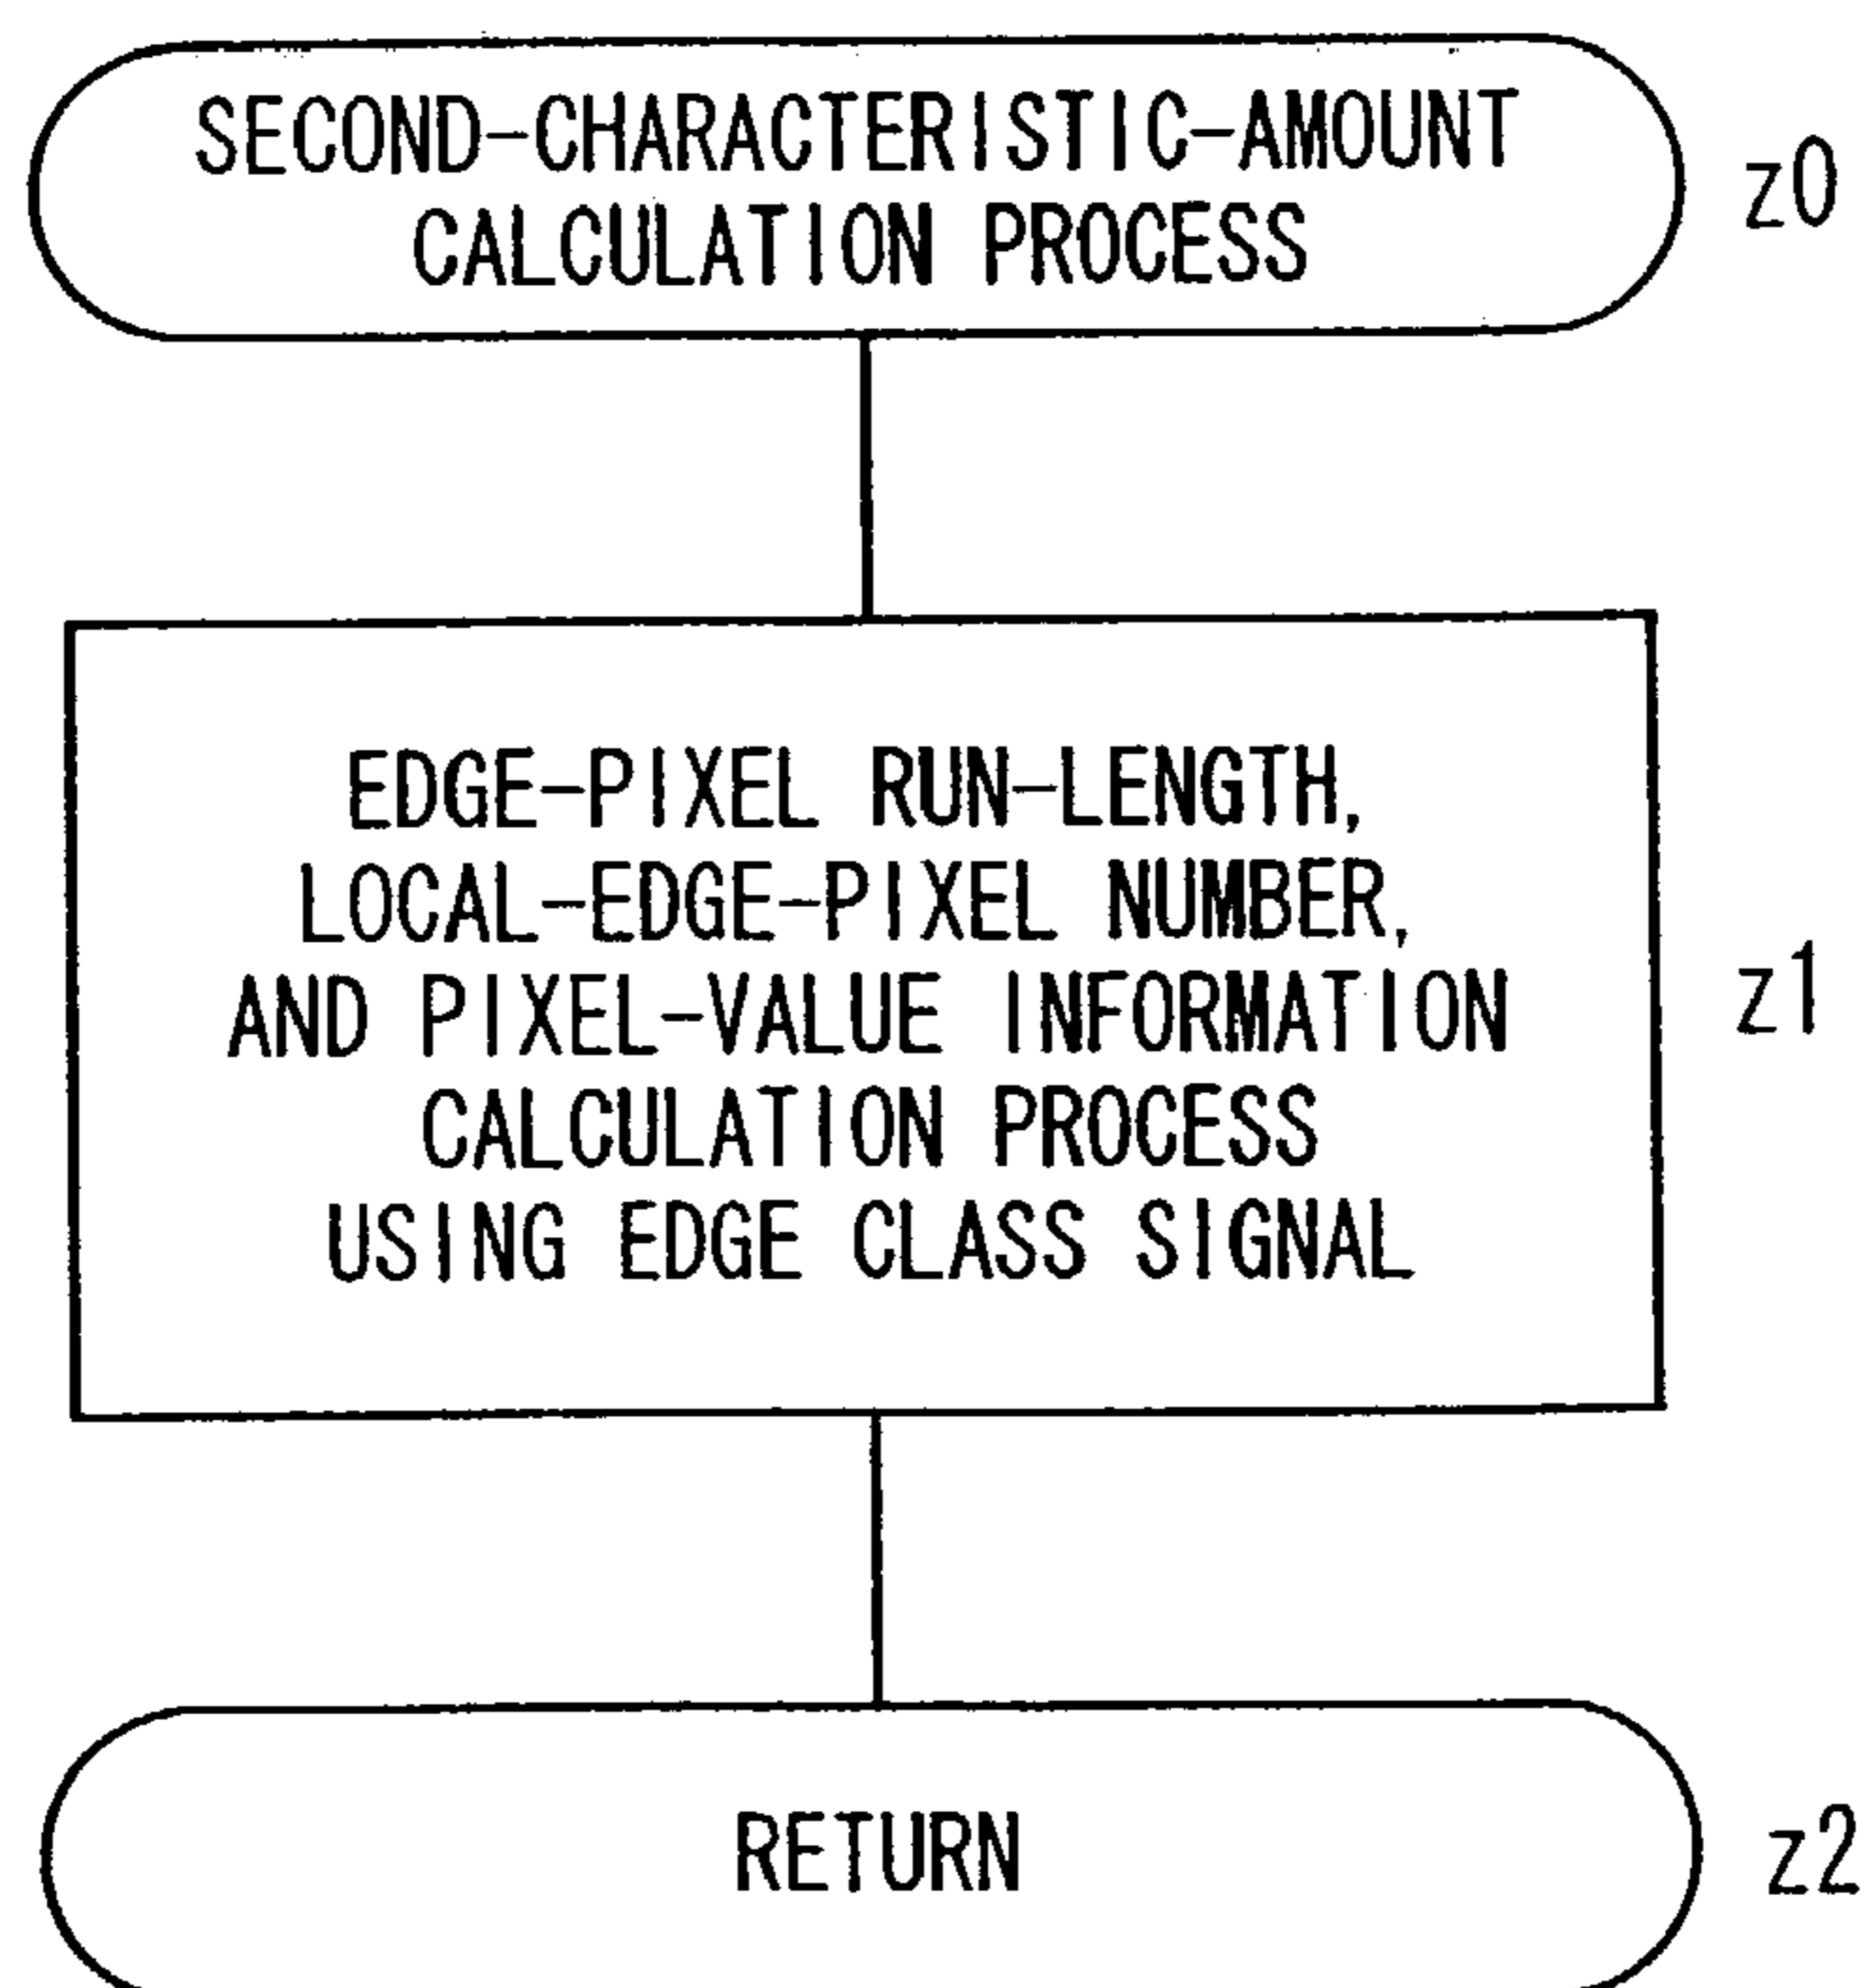 SECOND-CHARACTERISTIC-AMOUNT
CALCULATION PROCESS
z0
EDGE-PIXEL RUN-LENGTH,
LOCAL-EDGE-PIXEL NUMBER,
AND PIXEL-VALUE INFORMATION
CALCULATION PROCESS
USING EDGE CLASS SIGNAL
z1
RETURN
z2